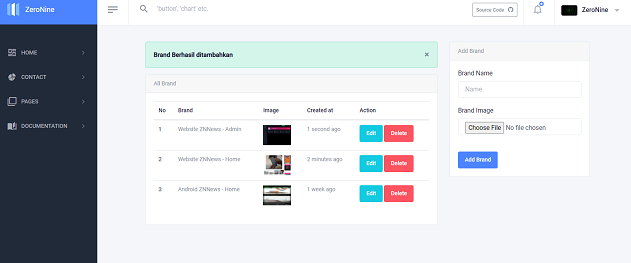 ZeroNine
'button', 'chart' etc.
Source Code
ZeroNine
HOME
CONTACT
PAGES
DOCUMENTATION
Brand Berhasil ditambahkan ×
All Brand
No Brand Image Created at Action
1 Website ZNNews - Admin 1 second ago Edit Delete
2 Website ZNNews - Home 2 minutes ago Edit Delete
3 Android ZNNews - Home 1 week ago Edit Delete
Add Brand
Brand Name
Name
Brand Image
Choose File No file chosen
Add Brand